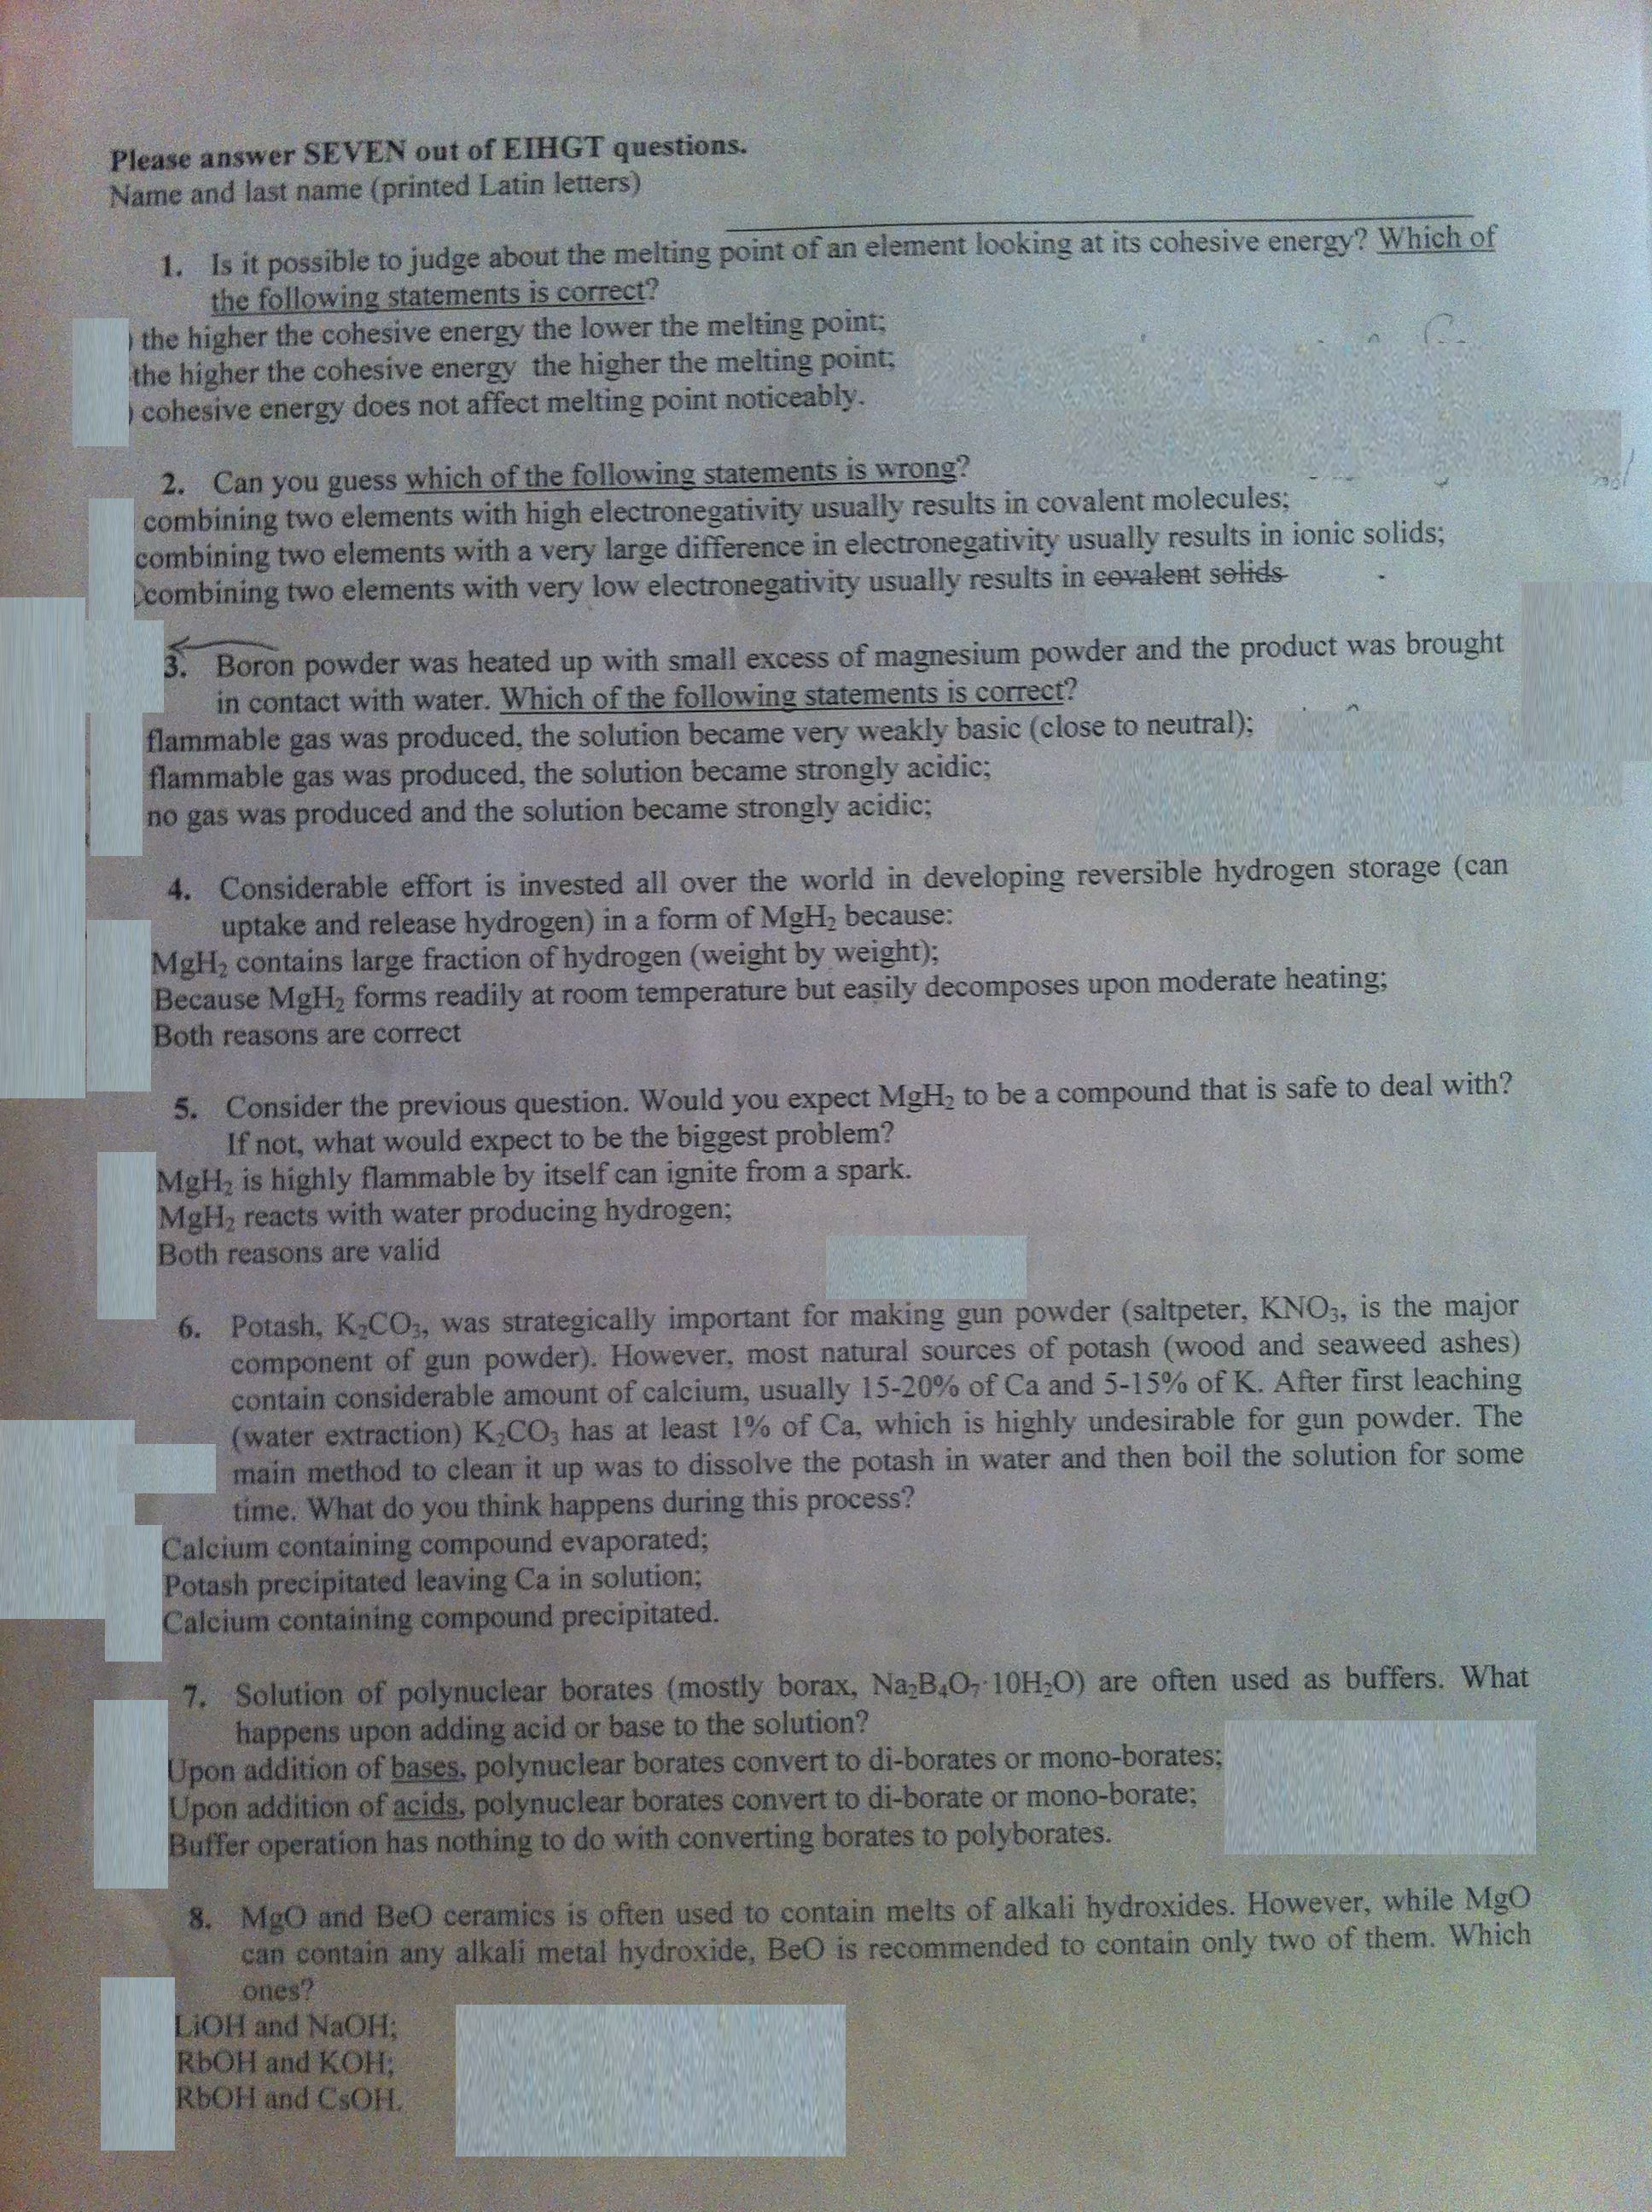 Please answer SEVEN out of EIHGT questions.
Name and last name (printed Latin letters)
1. Is it possible to judge about the melting point of an element looking at its cohesive energy? Which of
the following statements is correct?
) the higher the cohesive energy the lower the melting point;
the higher the cohesive energy the higher the melting point;
) cohesive energy does not affect melting point noticeably.
2. Can you guess which of the following statements is wrong?
combining two elements with high electronegativity usually results in covalent molecules;
combining two elements with a very large difference in electronegativity usually results in ionic solids;
combining two elements with very low electronegativity usually results in covalent solids
3. Boron powder was heated up with small excess of magnesium powder and the product was brought
in contact with water. Which of the following statements is correct?
flammable gas was produced, the solution became very weakly basic (close to neutral);
flammable gas was produced, the solution became strongly acidic;
no gas was produced and the solution became strongly acidic;
4. Considerable effort is invested all over the world in developing reversible hydrogen storage (can
uptake and release hydrogen) in a form of MgH₂ because:
MgH₂ contains large fraction of hydrogen (weight by weight);
Because MgH₂ forms readily at room temperature but easily decomposes upon moderate heating;
Both reasons are correct
5. Consider the previous question. Would you expect MgH₂ to be a compound that is safe to deal with?
If not, what would expect to be the biggest problem?
MgH₂ is highly flammable by itself can ignite from a spark.
MgH₂ reacts with water producing hydrogen;
Both reasons are valid
6. Potash, K₂CO₃, was strategically important for making gun powder (saltpeter, KNO₃, is the major
component of gun powder). However, most natural sources of potash (wood and seaweed ashes)
contain considerable amount of calcium, usually 15-20% of Ca and 5-15% of K. After first leaching
(water extraction) K₂CO₃ has at least 1% of Ca, which is highly undesirable for gun powder. The
main method to clean it up was to dissolve the potash in water and then boil the solution for some
time. What do you think happens during this process?
Calcium containing compound evaporated;
Potash precipitated leaving Ca in solution;
Calcium containing compound precipitated.
7. Solution of polynuclear borates (mostly borax, Na₂B₄O₇·10H₂O) are often used as buffers. What
happens upon adding acid or base to the solution?
Upon addition of bases, polynuclear borates convert to di-borates or mono-borates;
Upon addition of acids, polynuclear borates convert to di-borate or mono-borate;
Buffer operation has nothing to do with converting borates to polyborates.
8. MgO and BeO ceramics is often used to contain melts of alkali hydroxides. However, while MgO
can contain any alkali metal hydroxide, BeO is recommended to contain only two of them. Which
ones?
LiOH and NaOH;
RbOH and KOH;
RbOH and CsOH.